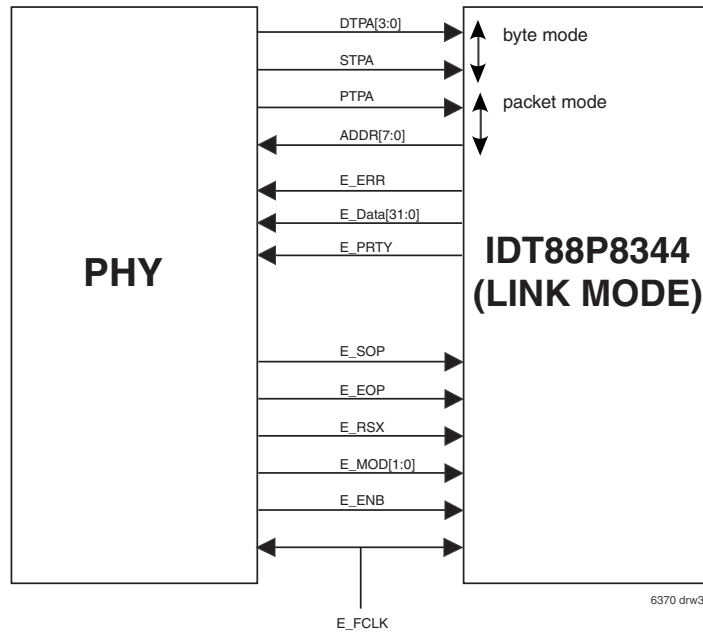 DTPA[3:0]
byte mode
STPA
PTPA
packet mode
ADDR[7:0]
E_ERR
E_Data[31:0]
E_PRTY
PHY
IDT88P8344
(LINK MODE)
E_SOP
E_EOP
E_RSX
E_MOD[1:0]
E_ENB
6370 drw3
E_FCLK